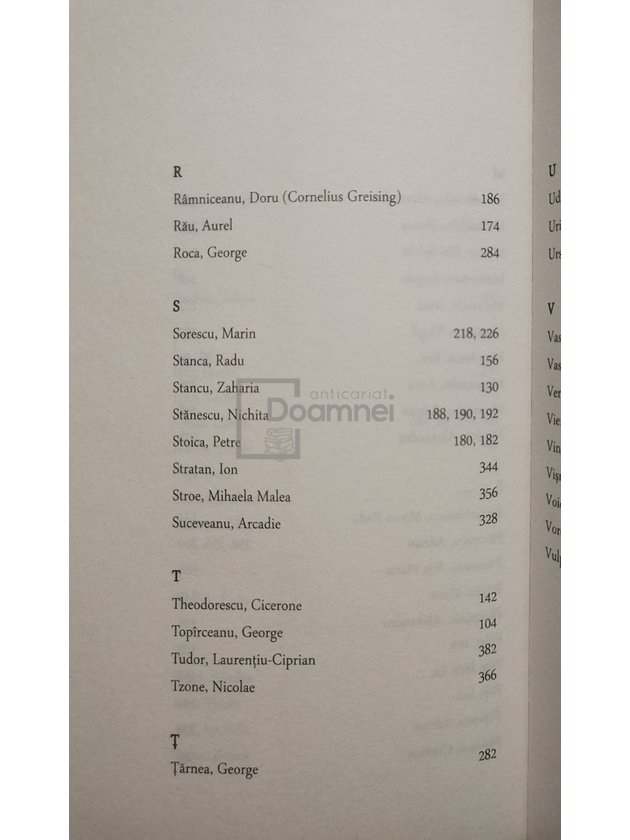 R
Râmniceanu, Doru (Cornelius Greising) 186
Rău, Aurel 174
Roca, George 284
S
Sorescu, Marin 218, 226
Stanca, Radu 156
Stancu, Zaharia 130
Stănescu, Nichita 188, 190, 192
Stoica, Petre 180, 182
Stratan, Ion 344
Stroe, Mihaela Malea 356
Suceveanu, Arcadie 328
T
Theodorescu, Cicerone 142
Topîrceanu, George 104
Tudor, Laurențiu-Ciprian 382
Tzone, Nicolae 366
Ț
Țărnea, George 282
anticariat
Doamnei
U
V